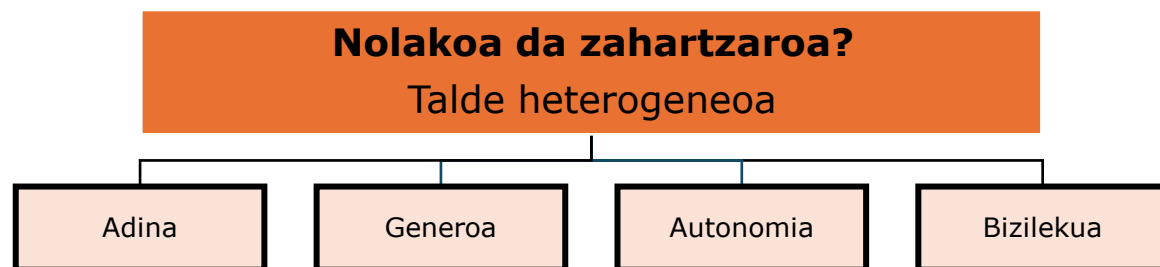 Nolakoa da zahartzaroa?
Talde heterogeneoa
Adina
Generoa
Autonomia
Bizilekua